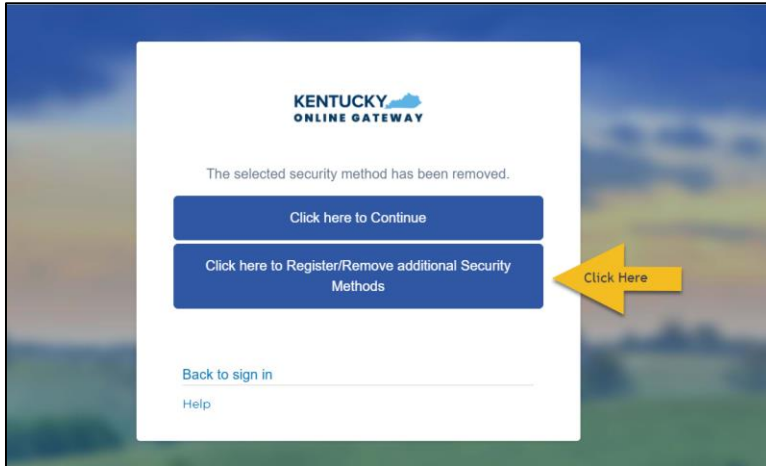 KENTUCKY
ONLINE GATEWAY
The selected security method has been removed.
Click here to Continue
Click here to Register/Remove additional Security
Methods
Click Here
Back to sign in
Help